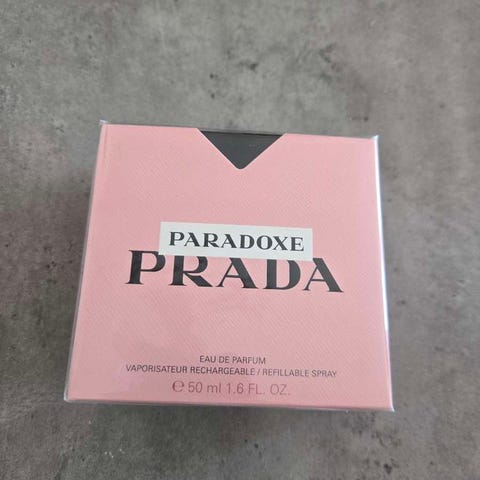 PARADOXE
PRADA
EAU DE PARFUM
VAPORISATEUR RECHARGEABLE / REFILLABLE SPRAY
℮ 50 ml 1.6 FL. OZ.